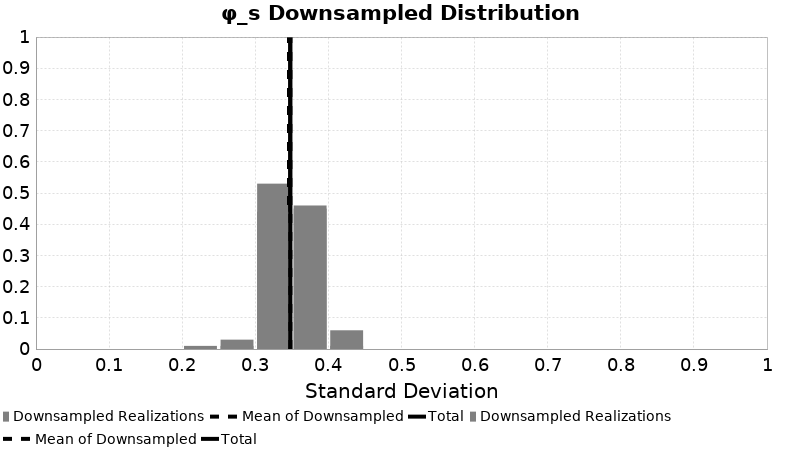 φ_s Downsampled Distribution
1
0.9
0.8
0.7
0.6
0.5
0.4
0.3
0.2
0.1
0
0 0.1 0.2 0.3 0.4 0.5 0.6 0.7 0.8 0.9 1
Standard Deviation
Downsampled Realizations Mean of Downsampled Total Downsampled Realizations
Mean of Downsampled Total